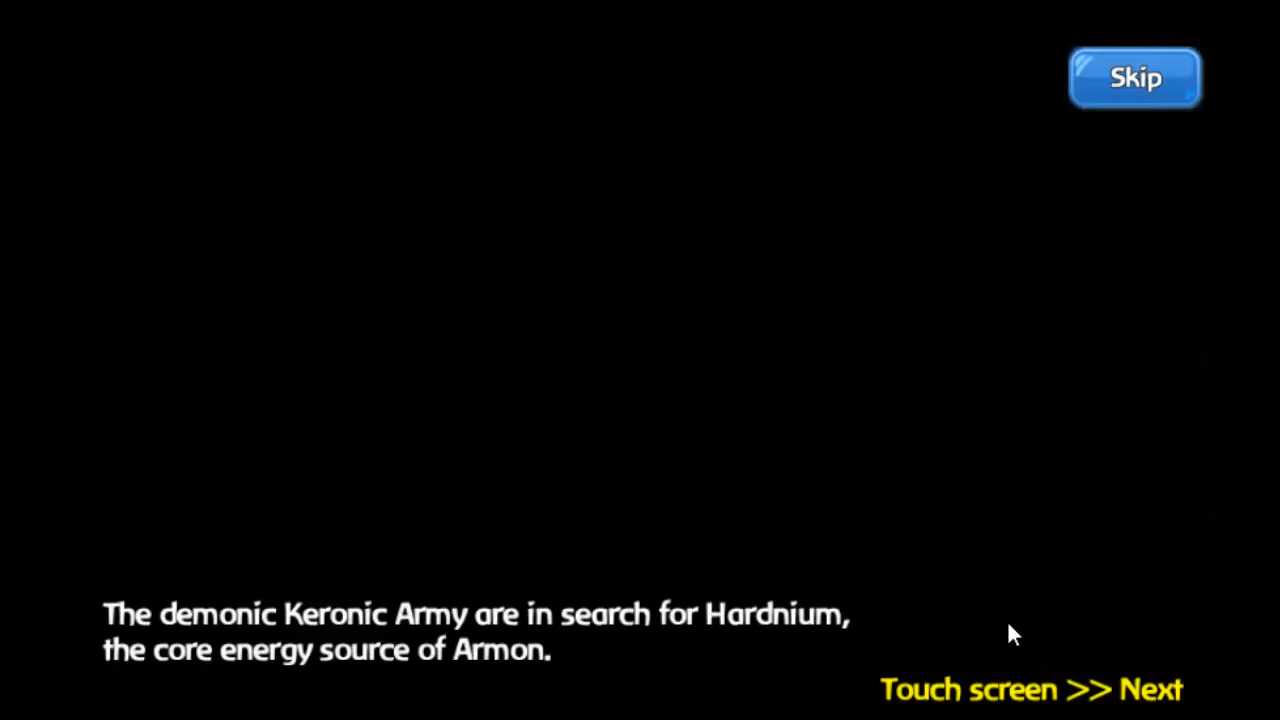 Skip
The demonic Keronic Army are in search for Hardnium,
the core energy source of Armon.
Touch screen >> Next